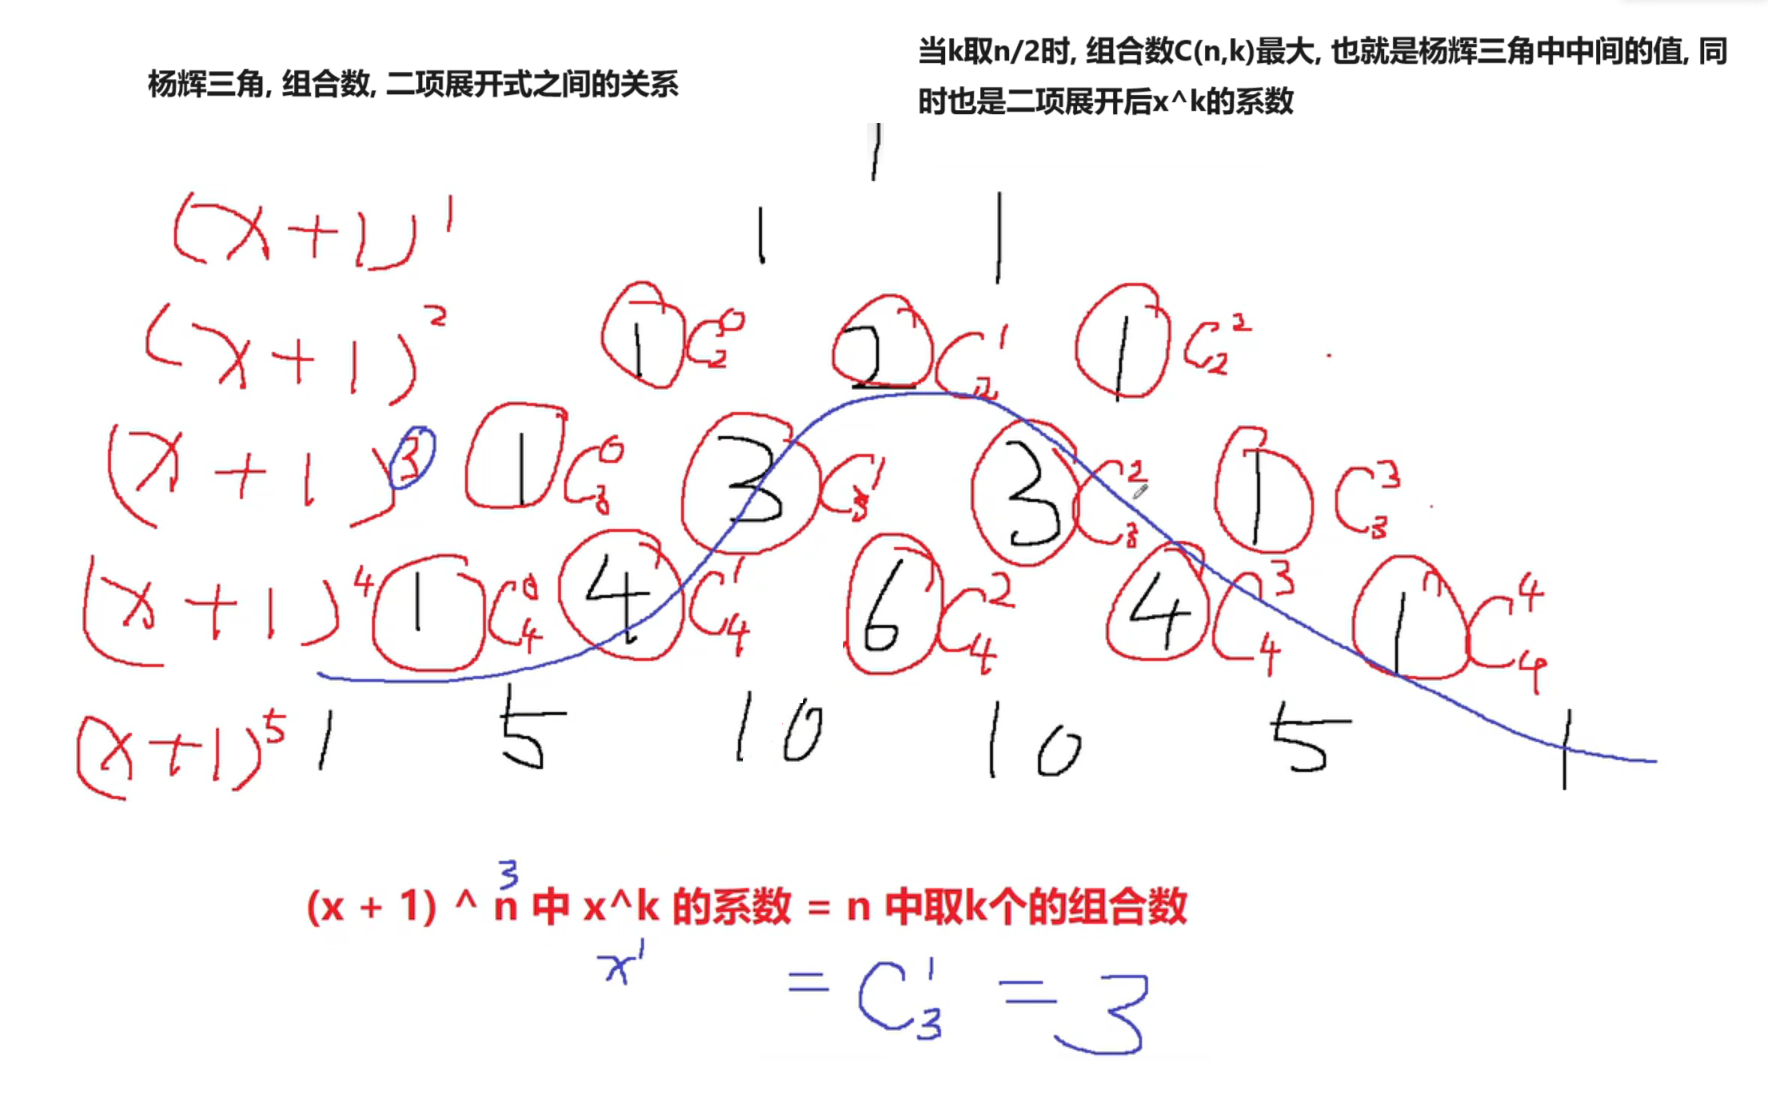 杨辉三角, 组合数, 二项展开式之间的关系
当k取n/2时, 组合数C(n,k)最大, 也就是杨辉三角中中间的值, 同
时也是二项展开后x^k的系数
1
(x+1)^1 1 1
(x+1)^2 1 C_2^0 2 C_2^1 1 C_2^2
(x+1)^3 1 C_3^0 3 C_3^1 3 C_3^2 1 C_3^3
(x+1)^4 1 C_4^0 4 C_4^1 6 C_4^2 4 C_4^3 1 C_4^4
(x+1)^5 1 5 10 10 5 1
3
(x + 1) ^ n 中 x^k 的系数 = n 中取k个的组合数
x^1 = C_3^1 = 3